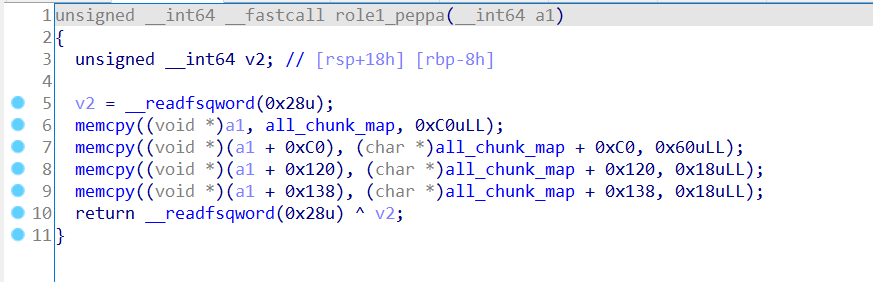 1 unsigned __int64 __fastcall role1_peppa(__int64 a1)
2 {
3   unsigned __int64 v2; // [rsp+18h] [rbp-8h]
4
5   v2 = __readfsqword(0x28u);
6   memcpy((void *)a1, all_chunk_map, 0xC0uLL);
7   memcpy((void *)(a1 + 0xC0), (char *)all_chunk_map + 0xC0, 0x60uLL);
8   memcpy((void *)(a1 + 0x120), (char *)all_chunk_map + 0x120, 0x18uLL);
9   memcpy((void *)(a1 + 0x138), (char *)all_chunk_map + 0x138, 0x18uLL);
10   return __readfsqword(0x28u) ^ v2;
11 }